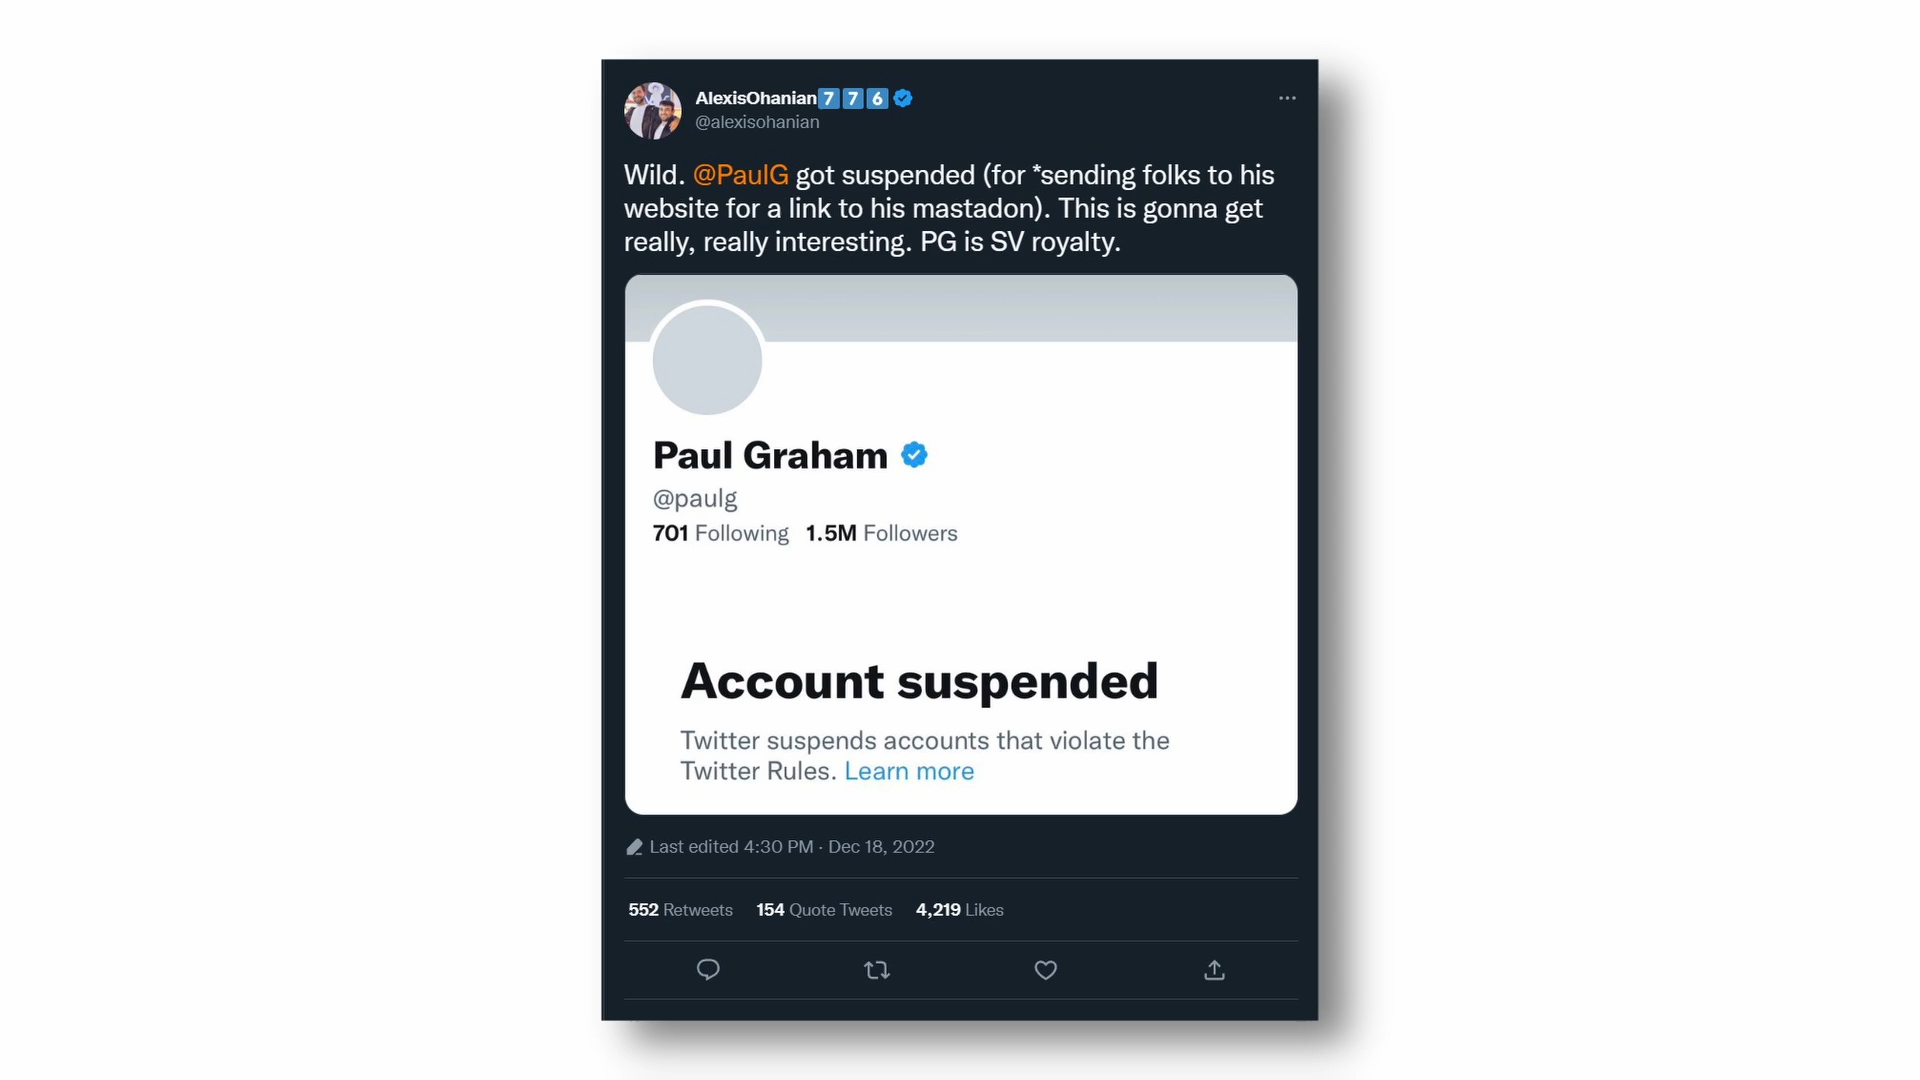 AlexisOhanian7️⃣7️⃣6️⃣
@alexisohanian
Wild. @PaulG got suspended (for *sending folks to his
website for a link to his mastadon). This is gonna get
really, really interesting. PG is SV royalty.
Paul Graham
@paulg
701 Following 1.5M Followers
Account suspended
Twitter suspends accounts that violate the
Twitter Rules. Learn more
Last edited 4:30 PM · Dec 18, 2022
552 Retweets 154 Quote Tweets 4,219 Likes